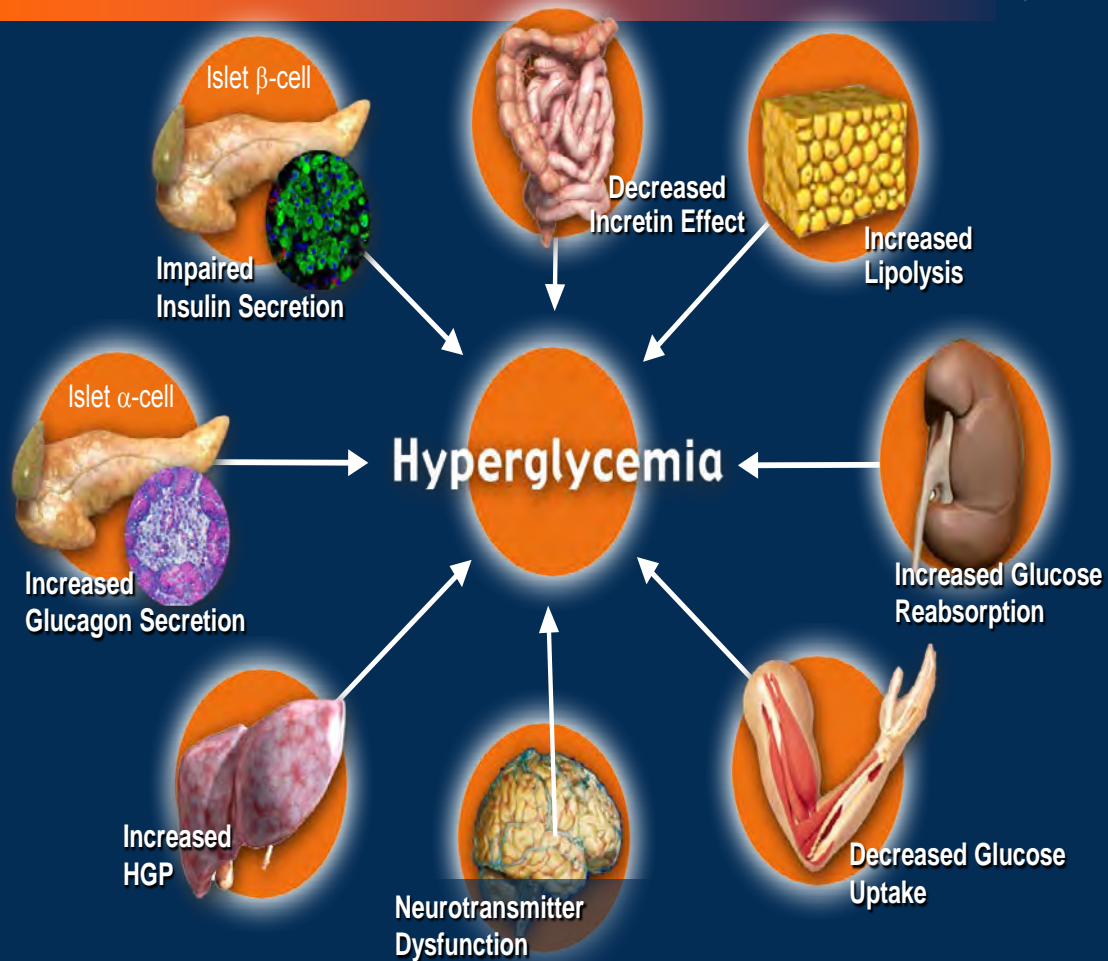 Islet β-cell
Impaired
Insulin Secretion
Decreased
Incretin Effect
Increased
Lipolysis
Islet α-cell
Increased
Glucagon Secretion
Hyperglycemia
Increased Glucose
Reabsorption
Increased
HGP
Neurotransmitter
Dysfunction
Decreased Glucose
Uptake